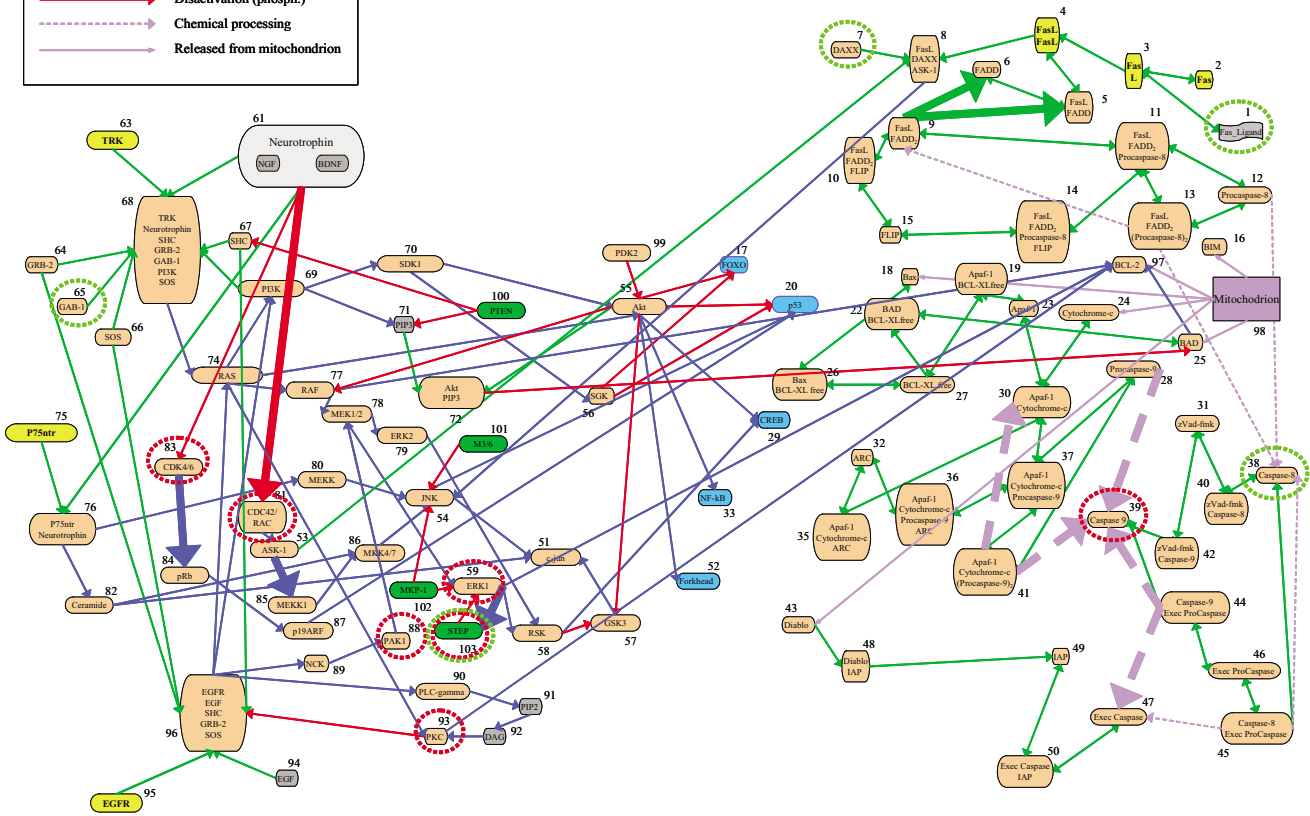 Disactivation (phosph.)
Chemical processing
Released from mitochondrion
1
Fas_Ligand
2
Fas
3
Fas
L
4
FasL
FasL
5
FasL
FADD
6
FADD
7
DAXX
8
FasL
DAXX
ASK-1
9
FasL
FADD₂
10
FasL
FADD₂
FLIP
11
FasL
FADD₂
Procaspase-8
12
Procaspase-8
13
FasL
FADD₂
(Procaspase-8)₂
14
FasL
FADD₂
Procaspase-8
FLIP
15
FLIP
16
BIM
17
FOXO
18
Bax
19
Apaf-1
BCL-XLfree
20
p53
22
BAD
BCL-XLfree
23
Apaf-1
24
Cytochrome-c
25
BAD
26
Bax
BCL-XL free
27
BCL-XL free
28
Procaspase-9
29
CREB
30
Apaf-1
Cytochrome-c
31
zVad-fmk
32
ARC
33
NF-kB
35
Apaf-1
Cytochrome-c
ARC
36
Apaf-1
Cytochrome-c
Procaspase-9
ARC
37
Apaf-1
Cytochrome-c
Procaspase-9
38
Caspase-8
39
Caspase 9
40
zVad-fmk
Caspase-8
41
Apaf-1
Cytochrome-c
(Procaspase-9)₂
42
zVad-fmk
Caspase-9
43
Diablo
44
Caspase-9
Exec ProCaspase
45
Caspase-8
Exec ProCaspase
46
Exec ProCaspase
47
Exec Caspase
48
Diablo
IAP
49
IAP
50
Exec Caspase
IAP
51
c-jun
52
Forkhead
53
ASK-1
54
JNK
55
Akt
56
SGK
57
GSK3
58
RSK
59
ERK1
61
Neurotrophin
NGF
BDNF
63
TRK
64
GRB-2
65
GAB-1
66
SOS
67
SHC
68
TRK
Neurotrophin
SHC
GRB-2
GAB-1
PI3K
SOS
69
PI3K
70
SDK1
71
PIP3
72
Akt
PIP3
74
RAS
75
P75ntr
76
P75ntr
Neurotrophin
77
RAF
78
MEK1/2
79
ERK2
80
MEKK
81
CDC42/
RAC
82
Ceramide
83
CDK4/6
84
pRb
85
MEKK1
86
MKK4/7
87
p19ARF
88
PAK1
89
NCK
90
PLC-gamma
91
PIP2
92
DAG
93
PKC
94
EGF
95
EGFR
96
EGFR
EGF
SHC
GRB-2
SOS
97
BCL-2
98
Mitochodrion
99
PDK2
100
PTEN
101
M3/6
102
MKP-1
103
STEP